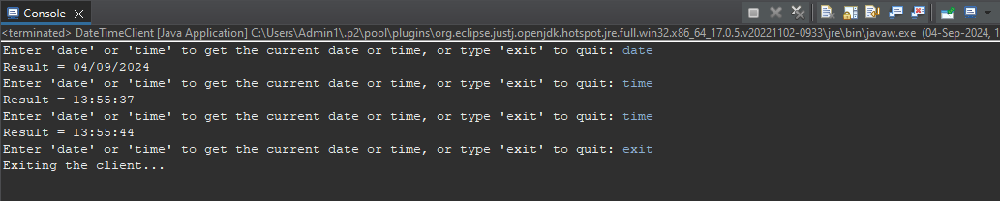 Console
<terminated> DateTimeClient [Java Application] C:\Users\Admin1\.p2\pool\plugins\org.eclipse.justj.openjdk.hotspot.jre.full.win32.x86_64_17.0.5.v20221102-0933\jre\bin\javaw.exe (04-Sep-2024, 1
Enter 'date' or 'time' to get the current date or time, or type 'exit' to quit: date
Result = 04/09/2024
Enter 'date' or 'time' to get the current date or time, or type 'exit' to quit: time
Result = 13:55:37
Enter 'date' or 'time' to get the current date or time, or type 'exit' to quit: time
Result = 13:55:44
Enter 'date' or 'time' to get the current date or time, or type 'exit' to quit: exit
Exiting the client...